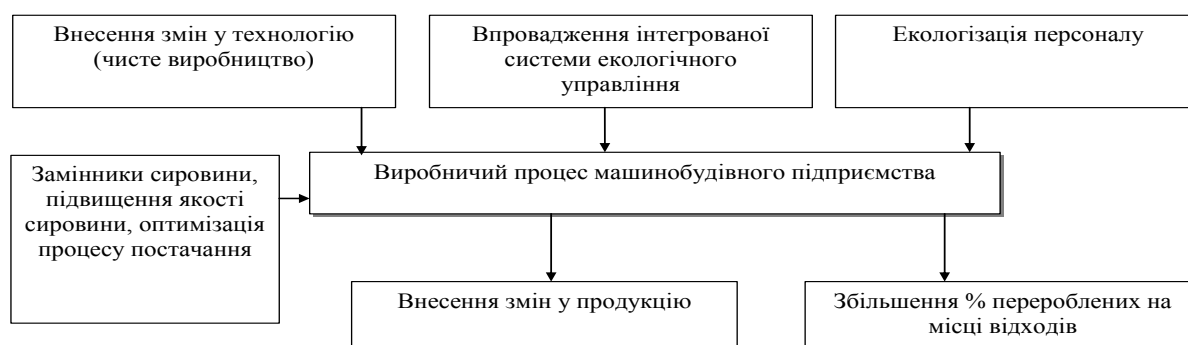 Внесення змін у технологію
(чисте виробництво)
Впровадження інтегрованої
системи екологічного
управління
Екологізація персоналу
Замінники сировини,
підвищення якості
сировини, оптимізація
процесу постачання
Виробничий процес машинобудівного підприємства
Внесення змін у продукцію
Збільшення % перероблених на
місці відходів